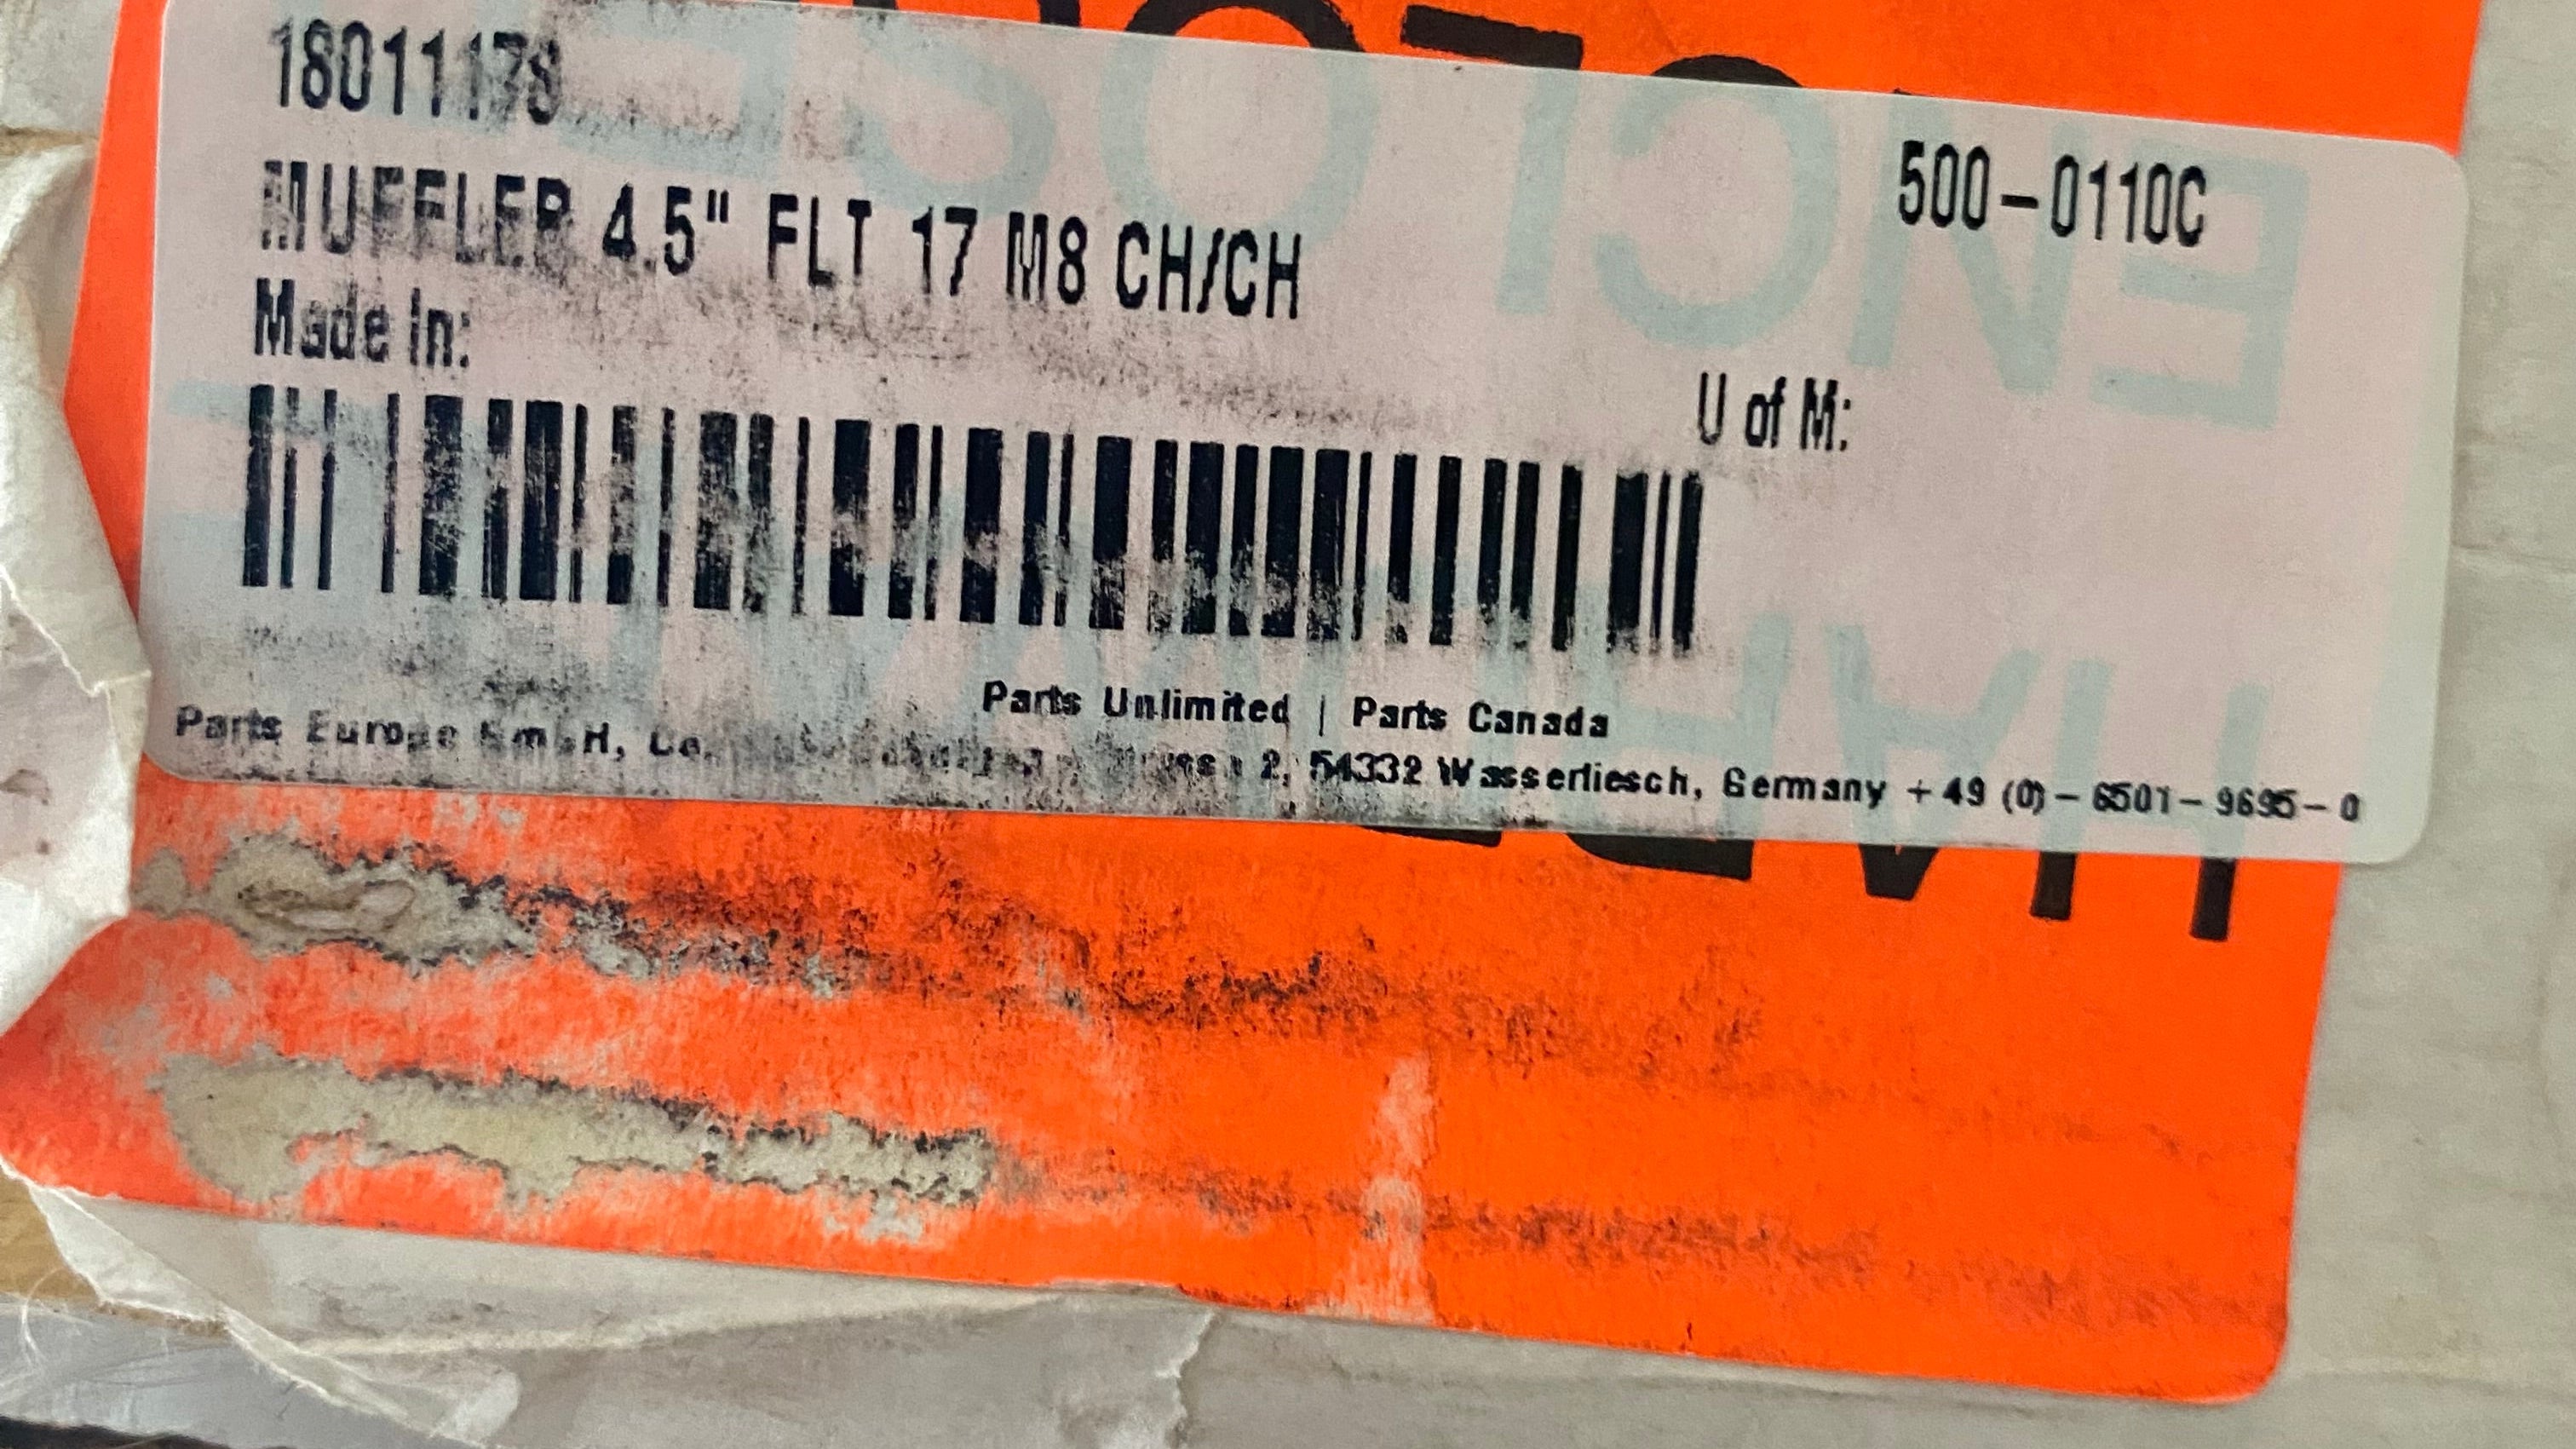 500-0110C
MUFFLER 4.5" FLT 17 M8 CH/CH
Made In:
U of M:
Parts Unlimited | Parts Canada
Parts Europe GmbH, 2, 54332 Wasserliesch, Germany +49 (0)-6501-9695-0